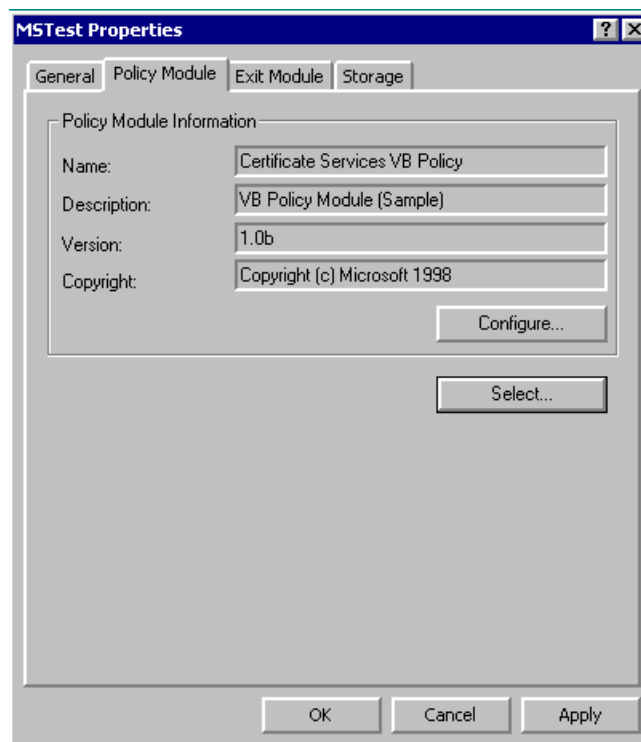 MSTest Properties
General Policy Module Exit Module Storage
Policy Module Information
Name: Certificate Services VB Policy
Description: VB Policy Module (Sample)
Version: 1.0b
Copyright: Copyright (c) Microsoft 1998
Configure...
Select...
OK Cancel Apply